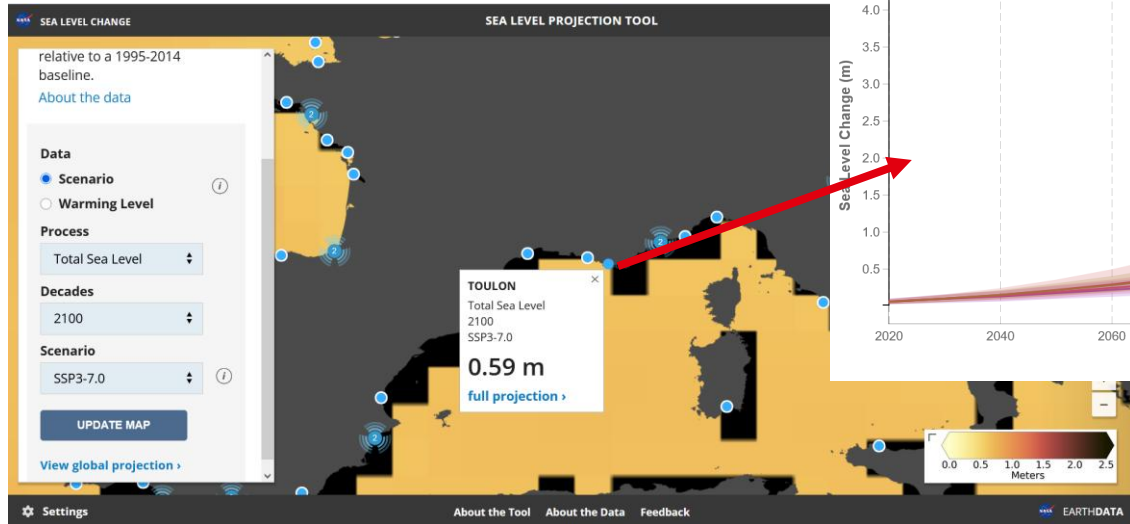 NASA
SEA LEVEL CHANGE
SEA LEVEL PROJECTION TOOL
relative to a 1995-2014
baseline.
About the data
Data
Scenario
i
Warming Level
Process
Total Sea Level
Decades
2100
Scenario
SSP3-7.0
i
UPDATE MAP
View global projection ›
2
2
2
2
TOULON
×
Total Sea Level
2100
SSP3-7.0
0.59 m
full projection ›
Sea Level Change (m)
4.0
3.5
3.0
2.5
2.0
1.5
1.0
0.5
2020
2040
2060
−
0.0 0.5 1.0 1.5 2.0 2.5
Meters
Settings
About the Tool
About the Data
Feedback
NASA
EARTHDATA